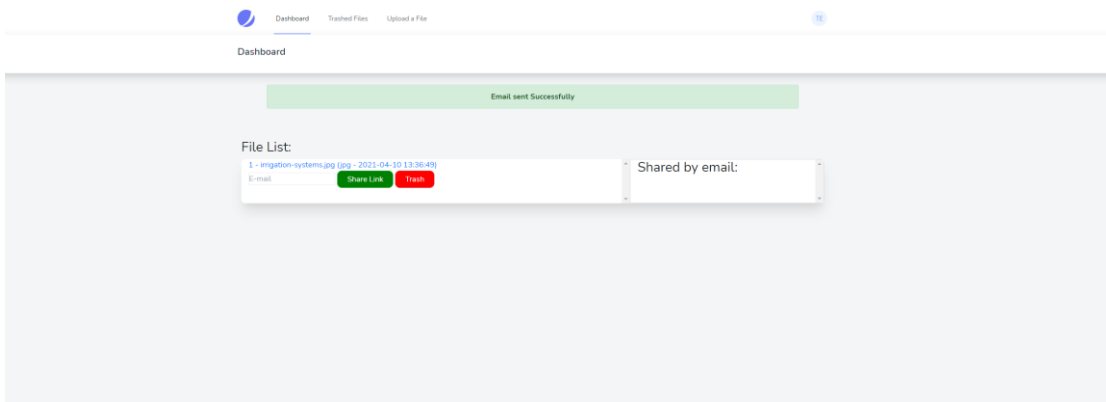 Dashboard Trashed Files Upload a File TE
Dashboard
Email sent Successfully
File List:
1 - irrigation-systems.jpg (jpg - 2021-04-10 13:36:49)
E-mail Share Link Trash
Shared by email: